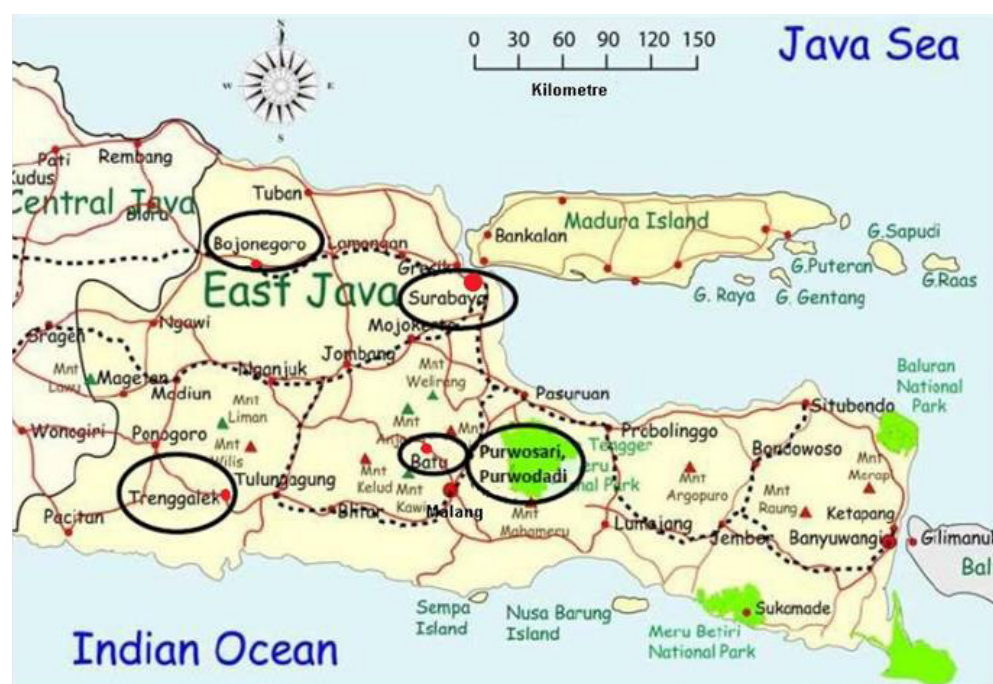 N
W
E
S
0 30 60 90 120 150
Kilometre
Java Sea
Pati
Rembang
Kudus
Central Java
Blora
Tuban
Bojonegoro
Lamongan
Gresik
East Java
Surabaya
Bankalan
Madura Island
G.Sapudi
G.Puteran
G.Raas
G. Raya
G. Gentang
Ngawi
Sragen
Mojokerto
Jombang
Mnt
Lawu
Magetan
Madiun
Nganjuk
Mnt
Welirang
Pasuruan
Baluran
National
Park
Mnt
Liman
Situbondo
Wonogiri
Ponogoro
Mnt
Wilis
Mnt
Mnt
Batu
Purwosari,
Purwodadi
Tengger
Probolinggo
Bondowoso
Mnt
Merapi
Trenggalek
Tulungagung
Mnt
Kelud
Mnt
Kawi
Mnt
Argopuro
Mnt
Raung
Ketapang
Pacitan
Blitar
Malang
Mnt
Mahameru
Lumajang
Jember
Banyuwangi
Gilimanuk
Bal
Sempa
Island
Nusa Barung
Island
Sukamade
Meru Betiri
National Park
Indian Ocean